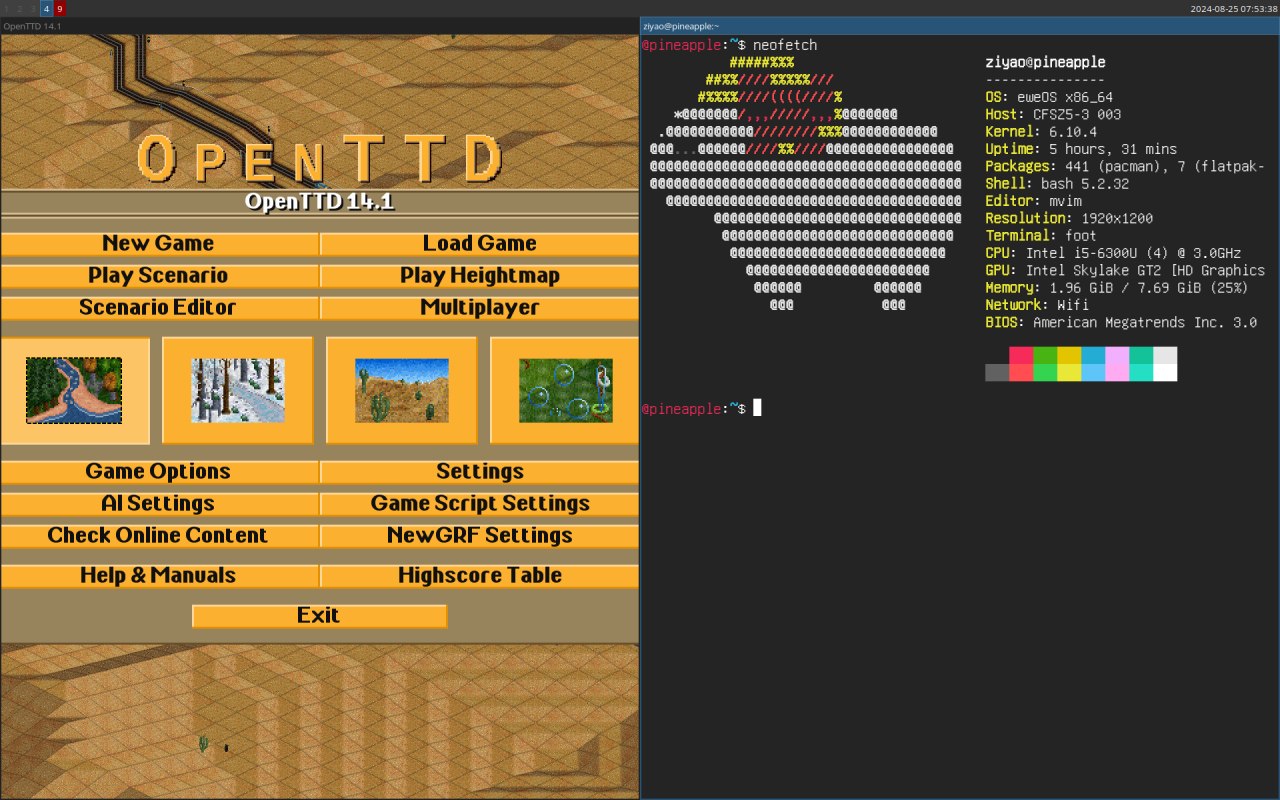 1 2 3 4 9
2024-08-25 07:53:38
OpenTTD 14.1
OPENTTD
OpenTTD 14.1
New Game
Load Game
Play Scenario
Play Heightmap
Scenario Editor
Multiplayer
Game Options
Settings
AI Settings
Game Script Settings
Check Online Content
NewGRF Settings
Help & Manuals
Highscore Table
Exit
ziyao@pineapple:~
@pineapple:~$ neofetch
ziyao@pineapple
---------------
OS: eweOS x86_64
Host: CFSZ5-3 003
Kernel: 6.10.4
Uptime: 5 hours, 31 mins
Packages: 441 (pacman), 7 (flatpak-
Shell: bash 5.2.32
Editor: mvim
Resolution: 1920x1200
Terminal: foot
CPU: Intel i5-6300U (4) @ 3.0GHz
GPU: Intel Skylake GT2 [HD Graphics
Memory: 1.96 GiB / 7.69 GiB (25%)
Network: Wifi
BIOS: American Megatrends Inc. 3.0
@pineapple:~$